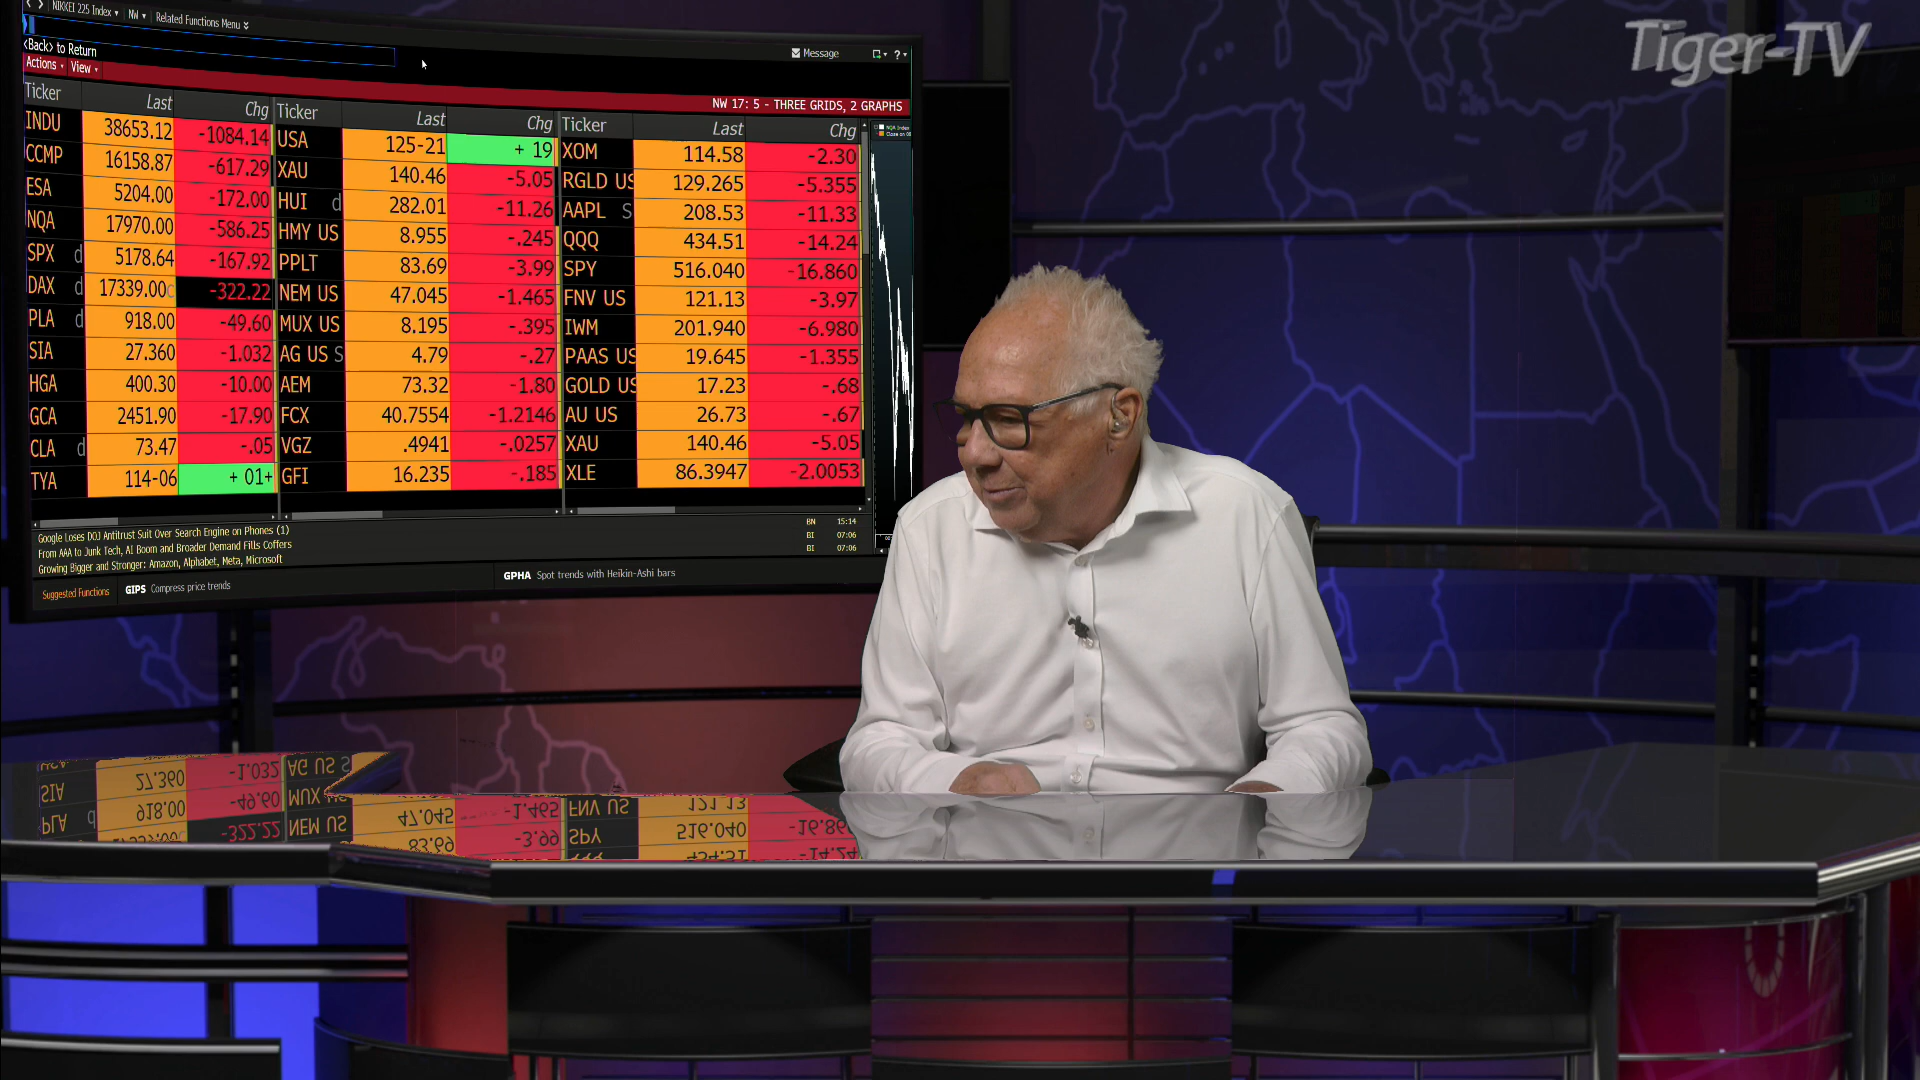 NIKKEI 225 Index NW Related Functions Menu
Tiger-TV
<Back> to Return
Message
?
Actions View
NW 17: 5 - THREE GRIDS, 2 GRAPHS
Ticker Last Chg Ticker Last Chg Ticker Last Chg
INDU 38653.12 -1084.14 USA 125-21 + 19 XOM 114.58 -2.30
CCMP 16158.87 -617.29 XAU 140.46 -5.05 RGLD US 129.265 -5.355
ESA 5204.00 -172.00 HUI d 282.01 -11.26 AAPL S 208.53 -11.33
NQA 17970.00 -586.25 HMY US 8.955 -.245 QQQ 434.51 -14.24
SPX d 5178.64 -167.92 PPLT 83.69 -3.99 SPY 516.040 -16.860
DAX d 17339.00c -322.22 NEM US 47.045 -1.465 FNV US 121.13 -3.97
PLA d 918.00 -49.60 MUX US 8.195 -.395 IWM 201.940 -6.980
SIA 27.360 -1.032 AG US S 4.79 -.27 PAAS US 19.645 -1.355
HGA 400.30 -10.00 AEM 73.32 -1.80 GOLD US 17.23 -.68
GCA 2451.90 -17.90 FCX 40.7554 -1.2146 AU US 26.73 -.67
CLA d 73.47 -.05 VGZ .4941 -.0257 XAU 140.46 -5.05
TYA 114-06 + 01+ GFI 16.235 -.185 XLE 86.3947 -2.0053
Google Loses DOJ Antitrust Suit Over Search Engine on Phones (1) BN 15:14
From AAA to Junk Tech, AI Boom and Broader Demand Fills Coffers BI 07:06
Growing Bigger and Stronger: Amazon, Alphabet, Meta, Microsoft BI 07:06
Suggested Functions GIPS Compress price trends GPHA Spot trends with Heikin-Ashi bars